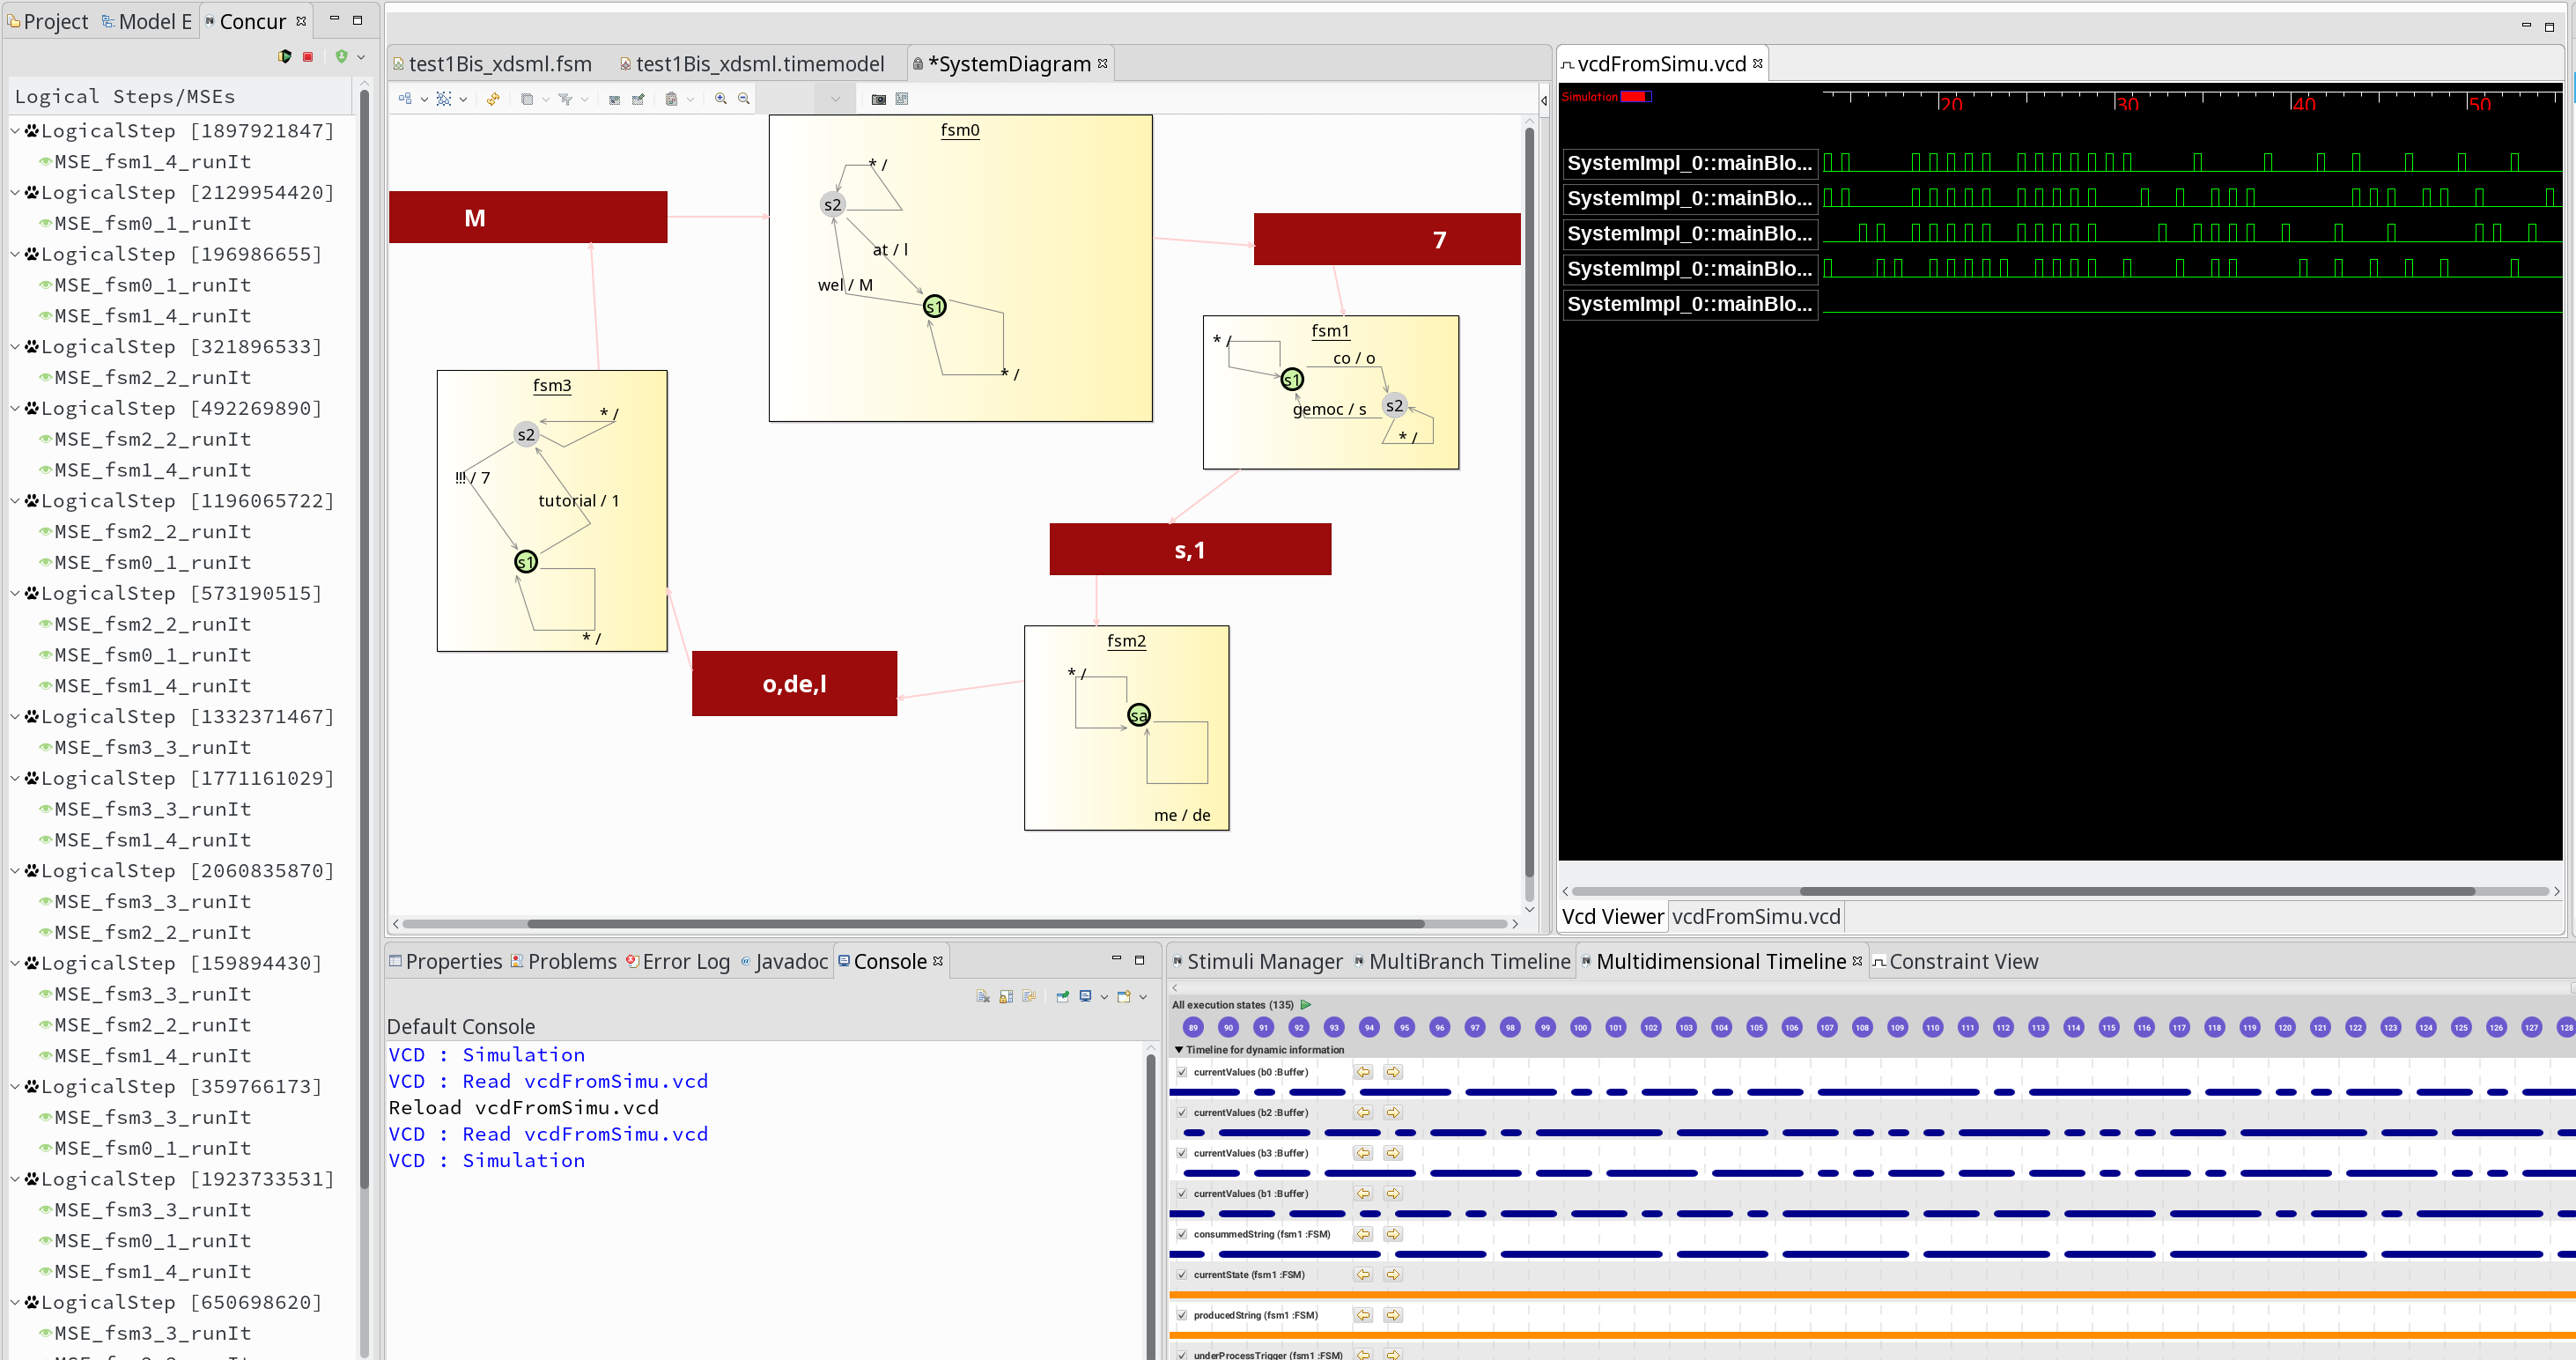 Project Model E Concur
Logical Steps/MSEs
LogicalStep [1897921847]
MSE_fsm1_4_runIt
LogicalStep [2129954420]
MSE_fsm0_1_runIt
LogicalStep [196986655]
MSE_fsm0_1_runIt
MSE_fsm1_4_runIt
LogicalStep [321896533]
MSE_fsm2_2_runIt
LogicalStep [492269890]
MSE_fsm2_2_runIt
MSE_fsm1_4_runIt
LogicalStep [1196065722]
MSE_fsm2_2_runIt
MSE_fsm0_1_runIt
LogicalStep [573190515]
MSE_fsm2_2_runIt
MSE_fsm0_1_runIt
MSE_fsm1_4_runIt
LogicalStep [1332371467]
MSE_fsm3_3_runIt
LogicalStep [1771161029]
MSE_fsm3_3_runIt
MSE_fsm1_4_runIt
LogicalStep [2060835870]
MSE_fsm3_3_runIt
MSE_fsm2_2_runIt
LogicalStep [159894430]
MSE_fsm3_3_runIt
MSE_fsm2_2_runIt
MSE_fsm1_4_runIt
LogicalStep [359766173]
MSE_fsm3_3_runIt
MSE_fsm0_1_runIt
LogicalStep [1923733531]
MSE_fsm3_3_runIt
MSE_fsm0_1_runIt
MSE_fsm1_4_runIt
LogicalStep [650698620]
MSE_fsm3_3_runIt
test1Bis_xdsml.fsm test1Bis_xdsml.timemodel *SystemDiagram
M
fsm0
* /
s2
at / l
wel / M
s1
* /
7
fsm1
* /
co / o
s1
s2
gemoc / s
* /
fsm3
* /
s2
!!! / 7
tutorial / 1
s1
* /
s,1
o,de,l
fsm2
* /
sa
me / de
vcdFromSimu.vcd
Simulation 20 30 40 50
SystemImpl_0::mainBlo...
SystemImpl_0::mainBlo...
SystemImpl_0::mainBlo...
SystemImpl_0::mainBlo...
SystemImpl_0::mainBlo...
Vcd Viewer vcdFromSimu.vcd
Properties Problems Error Log Javadoc Console
Default Console
VCD : Simulation
VCD : Read vcdFromSimu.vcd
Reload vcdFromSimu.vcd
VCD : Read vcdFromSimu.vcd
VCD : Simulation
Stimuli Manager MultiBranch Timeline Multidimensional Timeline Constraint View
All execution states (135)
89 90 91 92 93 94 95 96 97 98 99 100 101 102 103 104 105 106 107 108 109 110 111 112 113 114 115 116 117 118 119 120 121 122 123 124 125 126 127 128
Timeline for dynamic information
currentValues (b0 :Buffer)
currentValues (b2 :Buffer)
currentValues (b3 :Buffer)
currentValues (b1 :Buffer)
consummedString (fsm1 :FSM)
currentState (fsm1 :FSM)
producedString (fsm1 :FSM)
underProcessTrigger (fsm1 :FSM)